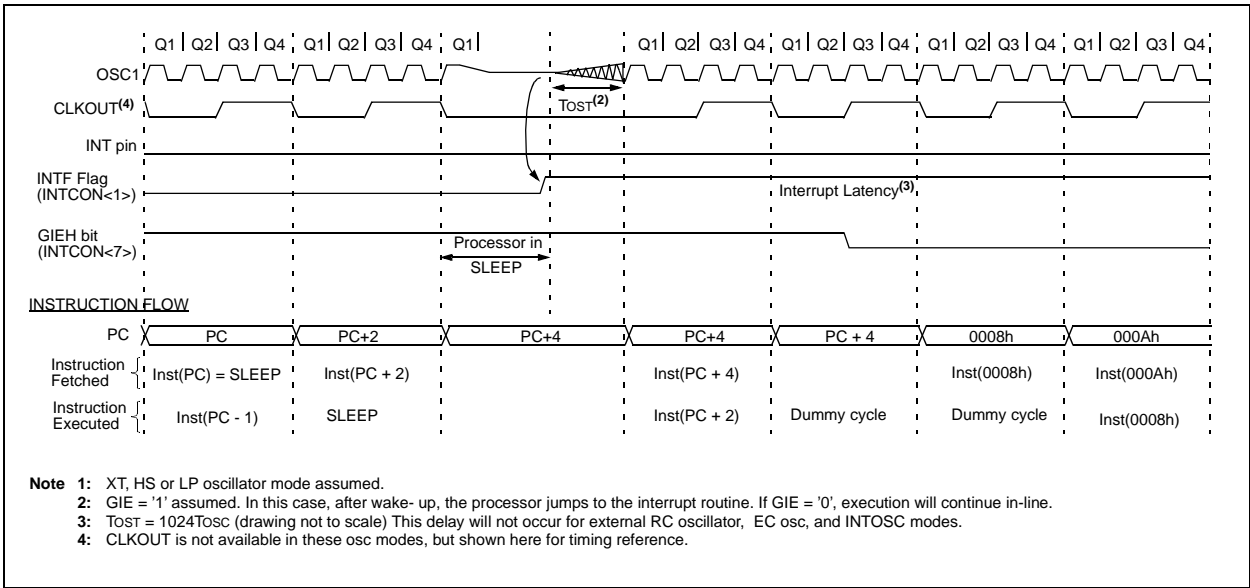 Q1 Q2 Q3 Q4 Q1 Q2 Q3 Q4 Q1 Q1 Q2 Q3 Q4 Q1 Q2 Q3 Q4 Q1 Q2 Q3 Q4 Q1 Q2 Q3 Q4
OSC1
TOST(2)
CLKOUT(4)
INT pin
INTF Flag
(INTCON<1>)
Interrupt Latency(3)
GIEH bit
(INTCON<7>)
Processor in
SLEEP
INSTRUCTION FLOW
PC PC PC+2 PC+4 PC+4 PC + 4 0008h 000Ah
Instruction
Fetched
Inst(PC) = SLEEP Inst(PC + 2) Inst(PC + 4) Inst(0008h) Inst(000Ah)
Instruction
Executed
Inst(PC - 1) SLEEP Inst(PC + 2) Dummy cycle Dummy cycle Inst(0008h)
Note 1: XT, HS or LP oscillator mode assumed.
2: GIE = '1' assumed. In this case, after wake- up, the processor jumps to the interrupt routine. If GIE = '0', execution will continue in-line.
3: TOST = 1024TOSC (drawing not to scale) This delay will not occur for external RC oscillator, EC osc, and INTOSC modes.
4: CLKOUT is not available in these osc modes, but shown here for timing reference.